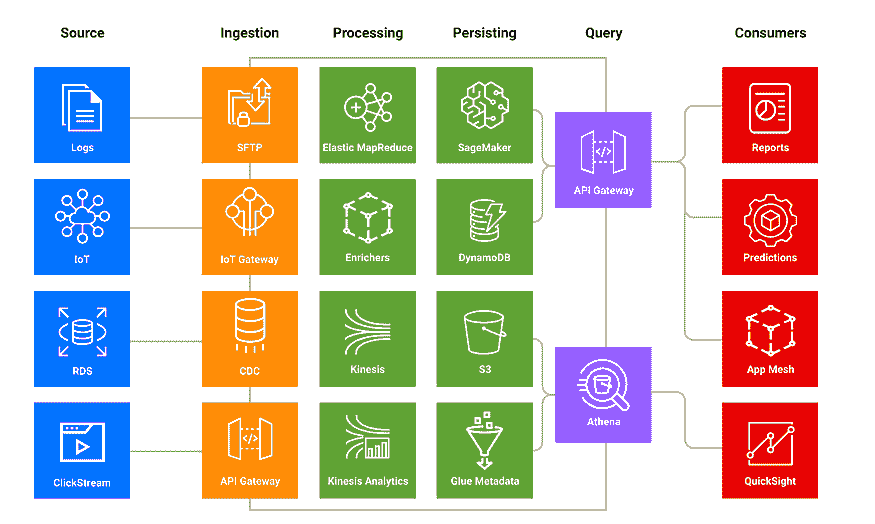 Source
Ingestion
Processing
Persisting
Query
Consumers
Logs
SFTP
Elastic MapReduce
SageMaker
API Gateway
Reports
IoT
IoT Gateway
Enrichers
DynamoDB
Predictions
RDS
CDC
Kinesis
S3
Athena
App Mesh
ClickStream
API Gateway
Kinesis Analytics
Glue Metadata
QuickSight